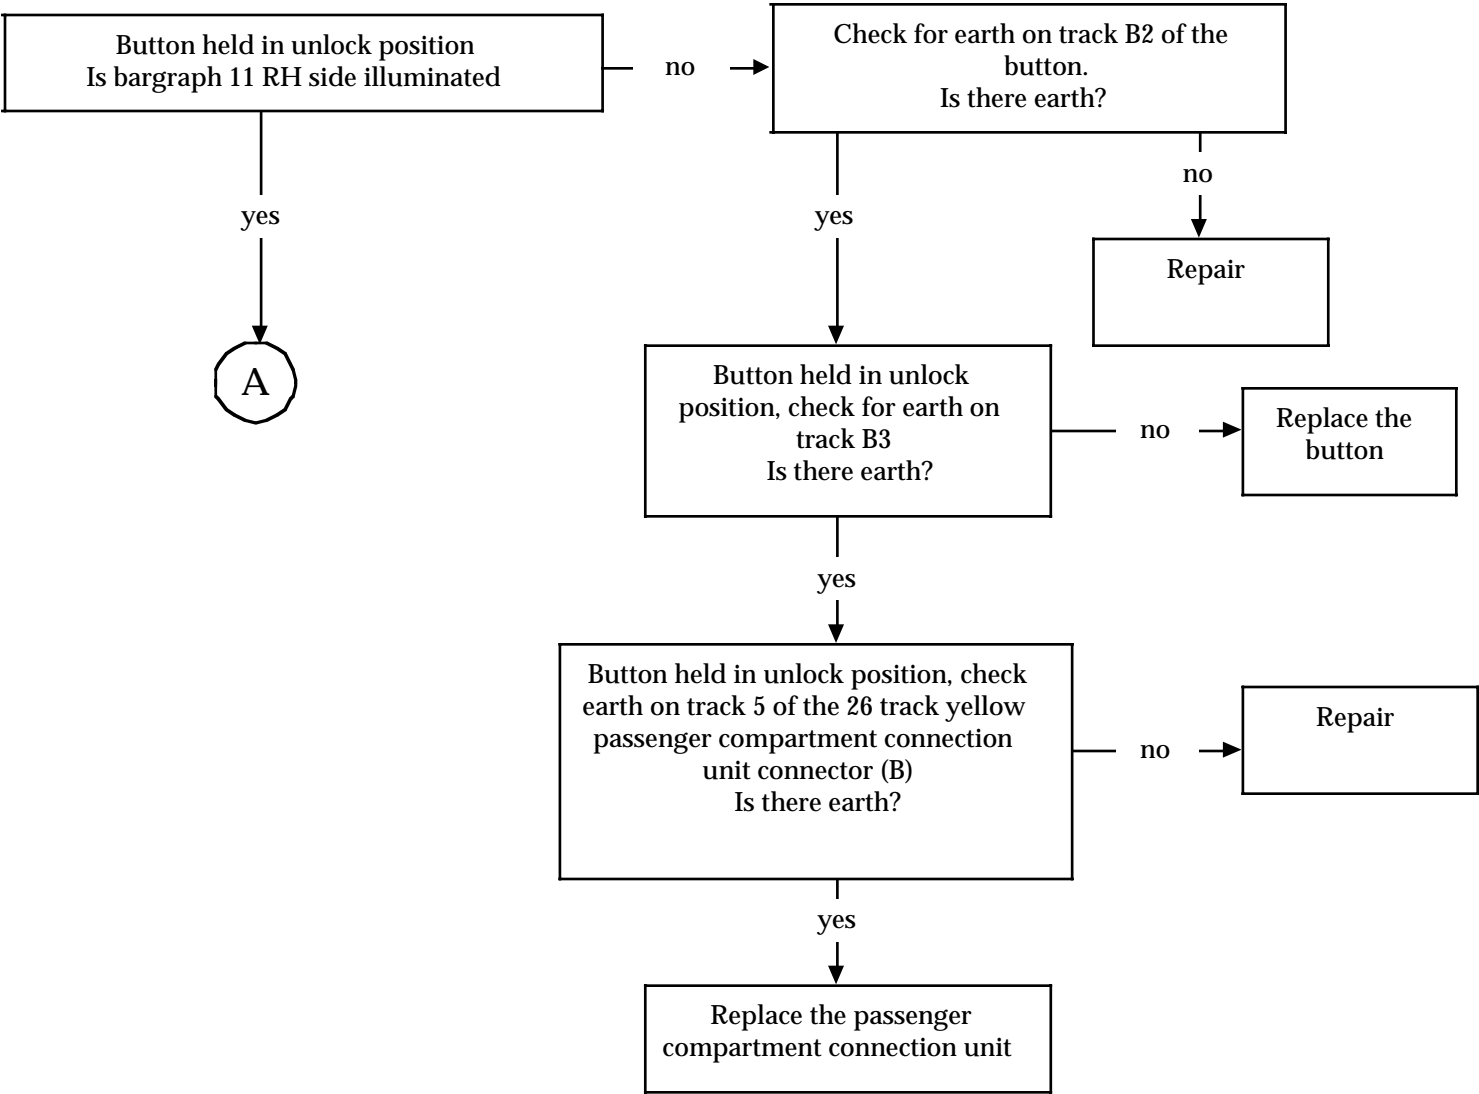 Button held in unlock position
Is bargraph 11 RH side illuminated
no
Check for earth on track B2 of the
button.
Is there earth?
no
yes
yes
Repair
A
Button held in unlock
position, check for earth on
track B3
Is there earth?
no
Replace the
button
yes
Button held in unlock position, check
earth on track 5 of the 26 track yellow
passenger compartment connection
unit connector (B)
Is there earth?
no
Repair
yes
Replace the passenger
compartment connection unit